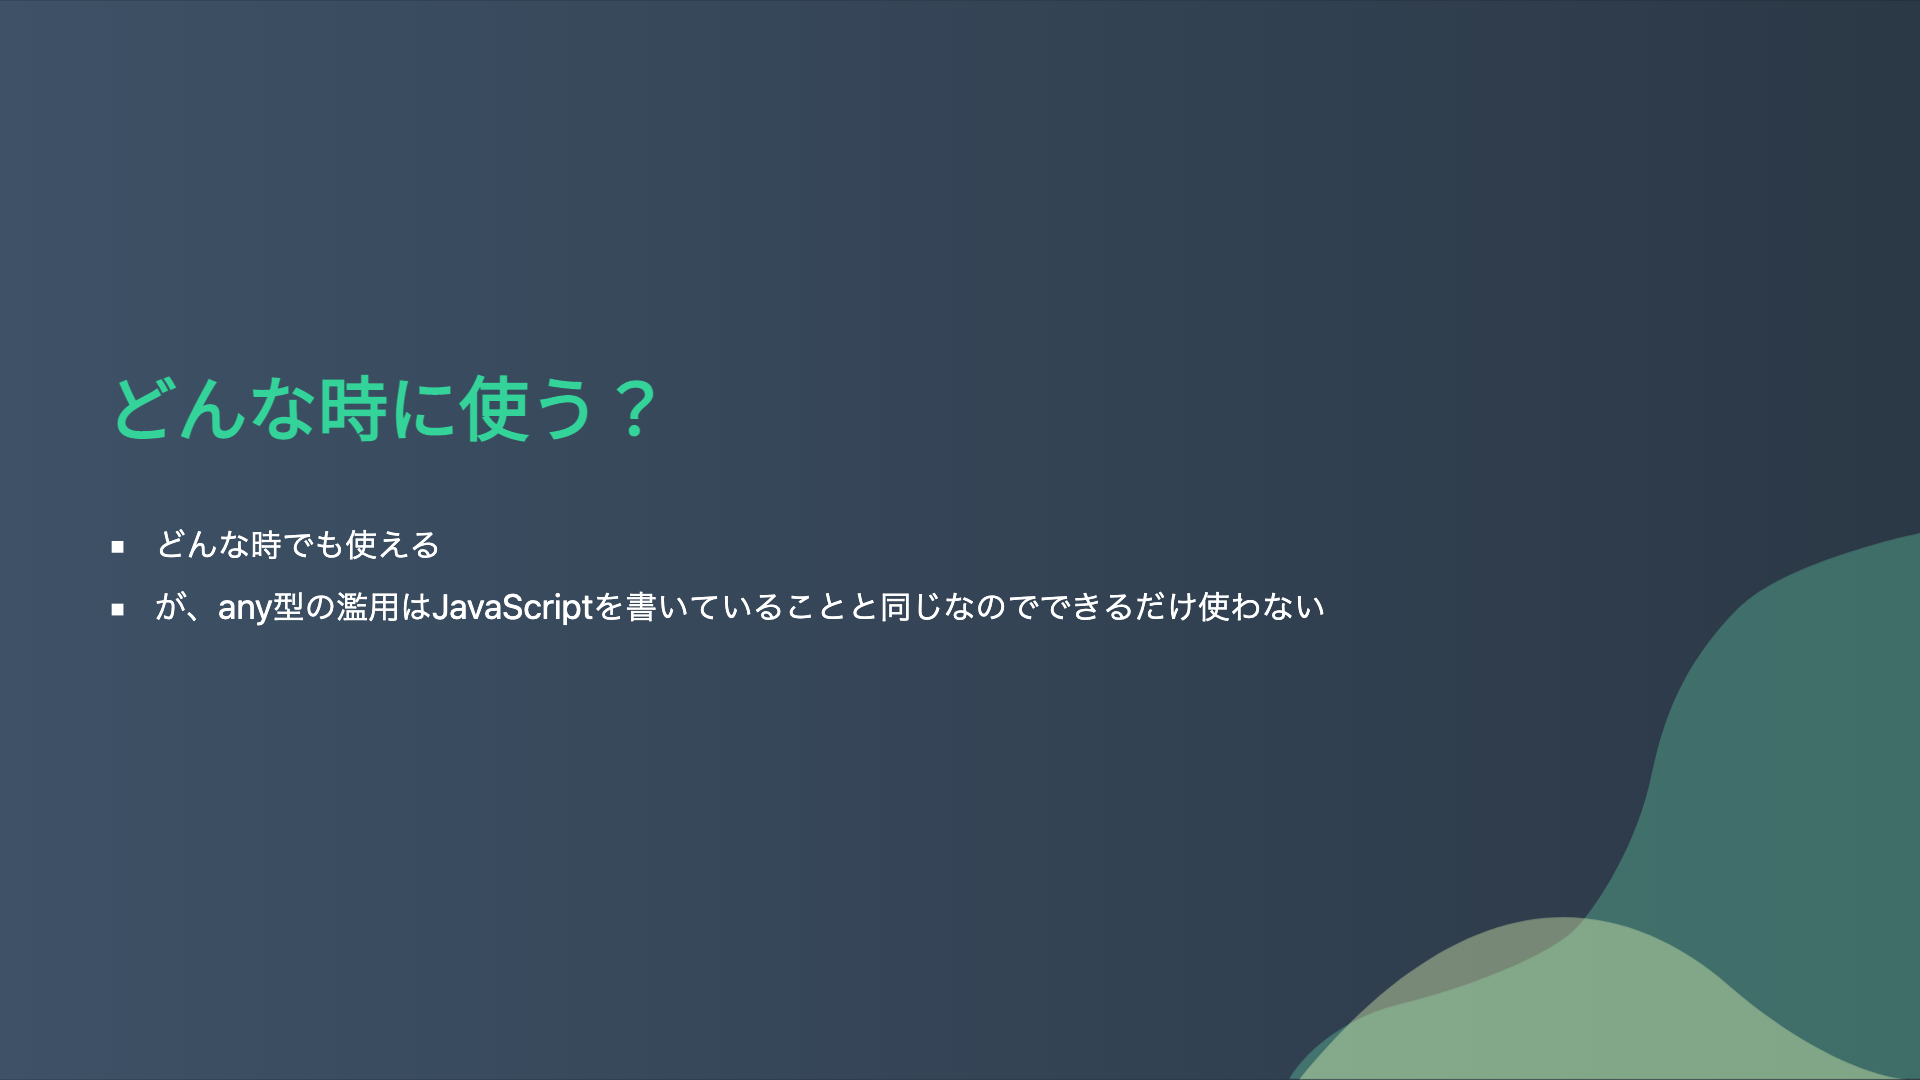 どんな時に使う？
どんな時でも使える
が、any型の濫用はJavaScriptを書いていることと同じなのでできるだけ使わない